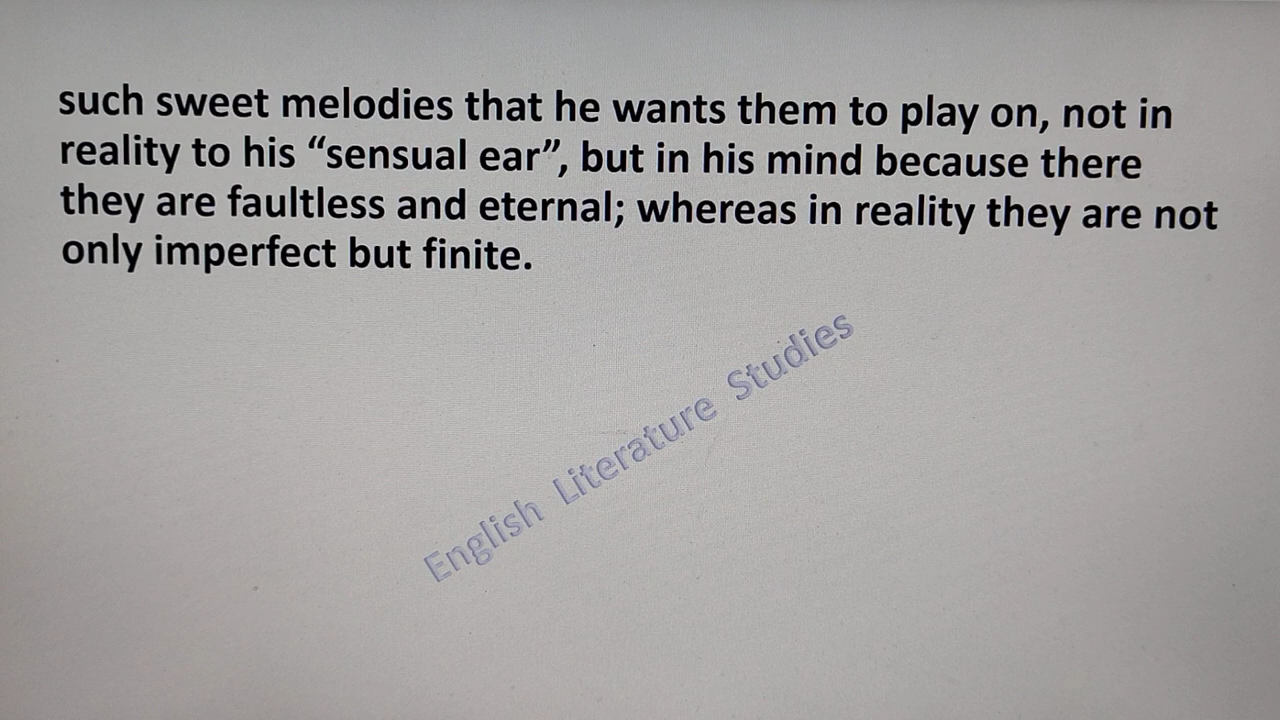 such sweet melodies that he wants them to play on, not in
reality to his “sensual ear”, but in his mind because there
they are faultless and eternal; whereas in reality they are not
only imperfect but finite.
English Literature Studies